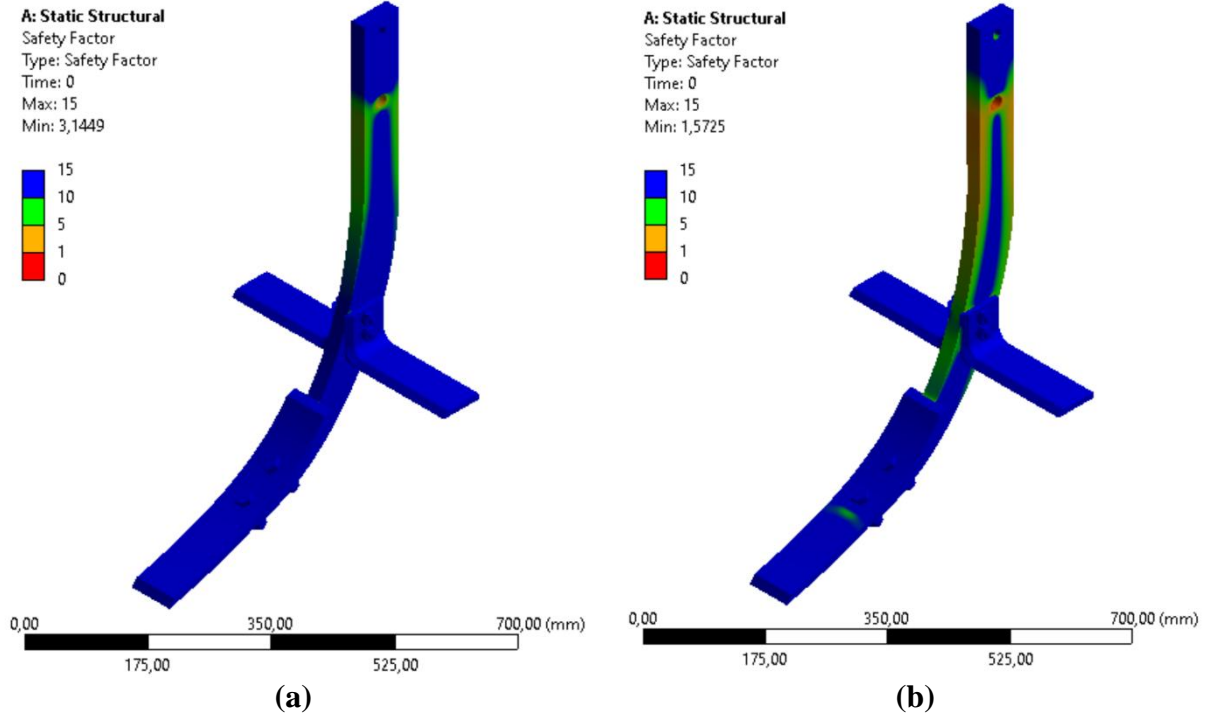 A: Static Structural
Safety Factor
Type: Safety Factor
Time: 0
Max: 15
Min: 3,1449
15
10
5
1
0
0,00
350,00
700,00 (mm)
175,00
525,00
(a)
A: Static Structural
Safety Factor
Type: Safety Factor
Time: 0
Max: 15
Min: 1,5725
15
10
5
1
0
0,00
350,00
700,00 (mm)
175,00
525,00
(b)